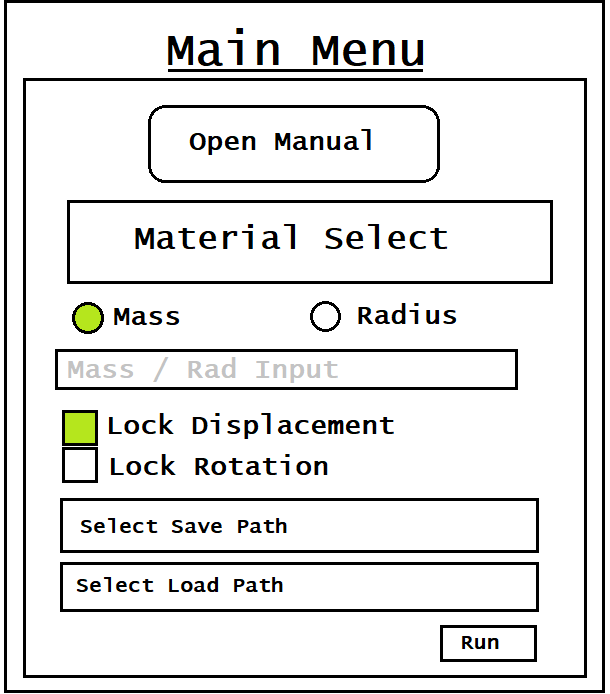 Main Menu
Open Manual
Material Select
Mass
Radius
Mass / Rad Input
Lock Displacement
Lock Rotation
Select Save Path
Select Load Path
Run